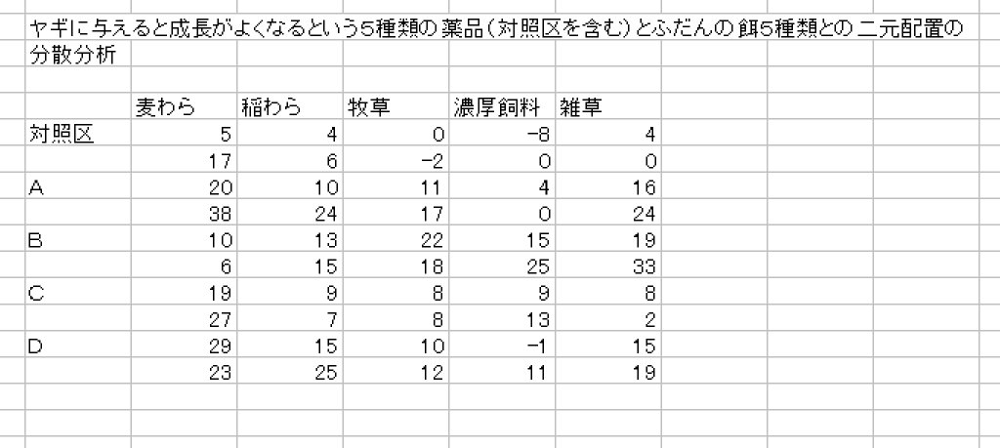 ヤギに与えると成長がよくなるという5種類の薬品(対照区を含む)とふだんの餌5種類との二元配置の
分散分析
麦わら 稲わら 牧草 濃厚飼料 雑草
対照区 5 4 0 -8 4
17 6 -2 0 0
A 20 10 11 4 16
38 24 17 0 24
B 10 13 22 15 19
6 15 18 25 33
C 19 9 8 9 8
27 7 8 13 2
D 29 15 10 -1 15
23 25 12 11 19